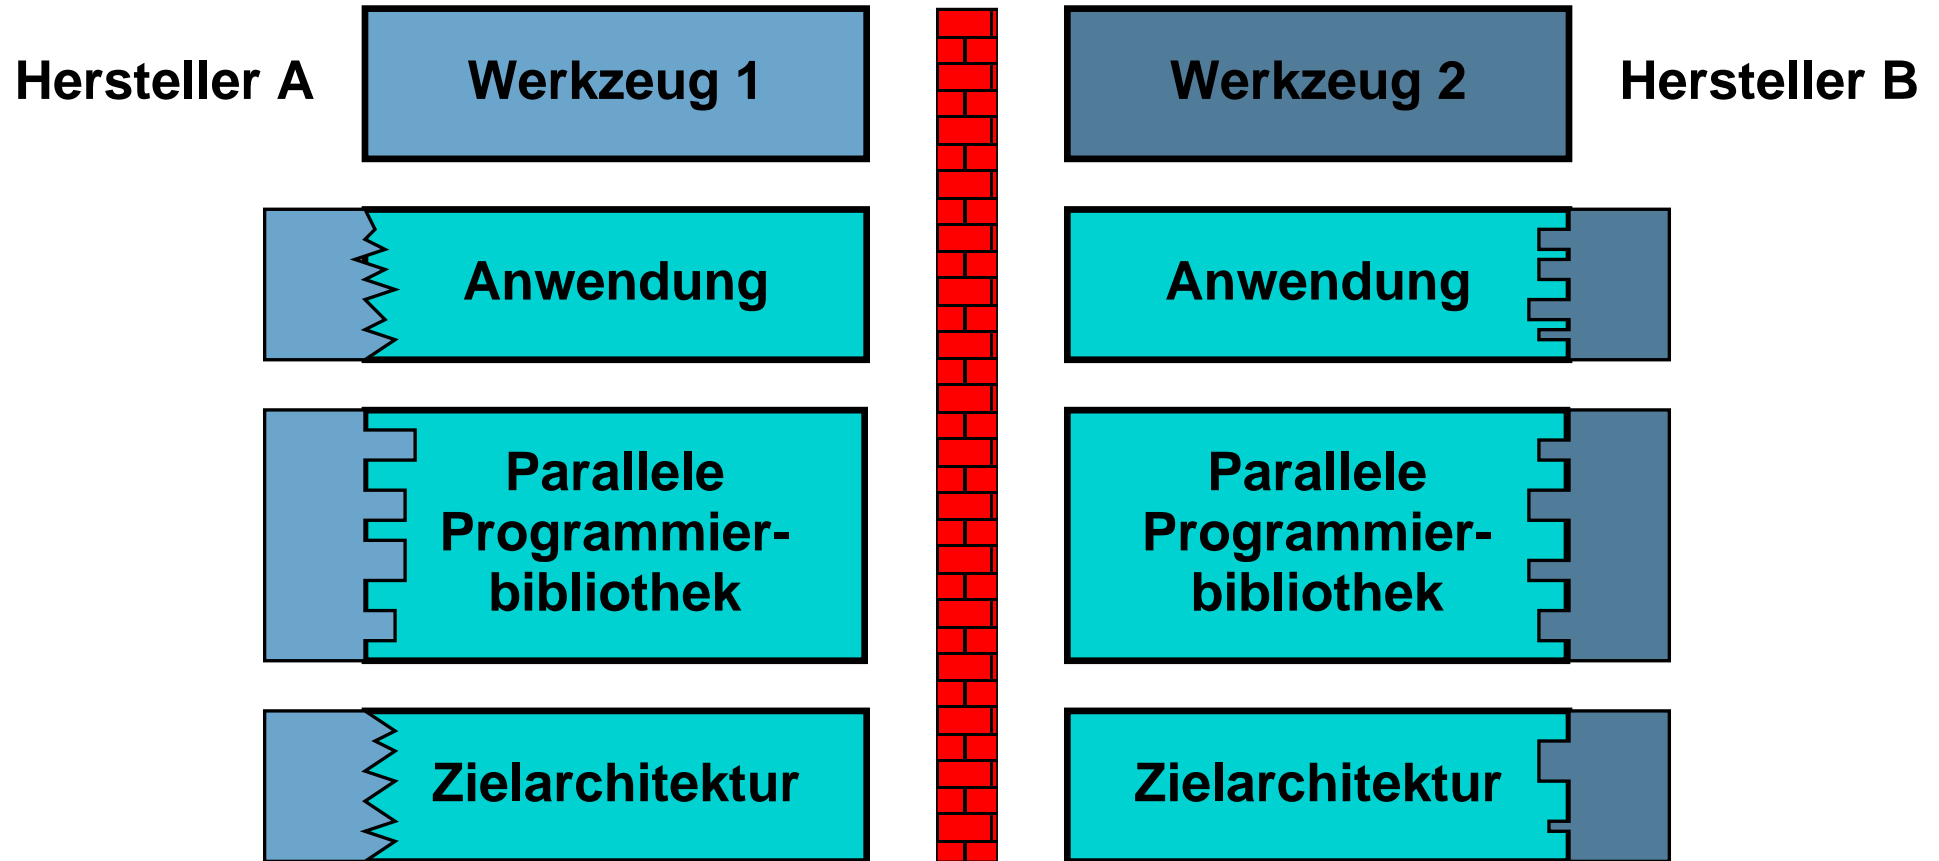 Hersteller A
Werkzeug 1
Werkzeug 2
Hersteller B
Anwendung
Anwendung
Parallele
Programmier-
bibliothek
Parallele
Programmier-
bibliothek
Zielarchitektur
Zielarchitektur